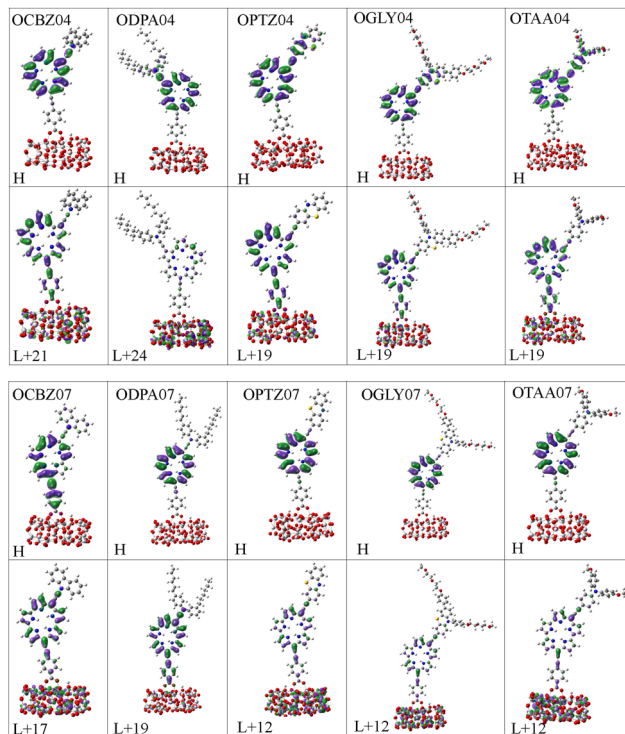 OCBZ04 ODPA04 OPTZ04 OGLY04 OTAA04
H H H H H
L+21 L+24 L+19 L+19 L+19
OCBZ07 ODPA07 OPTZ07 OGLY07 OTAA07
H H H H H
L+17 L+19 L+12 L+12 L+12